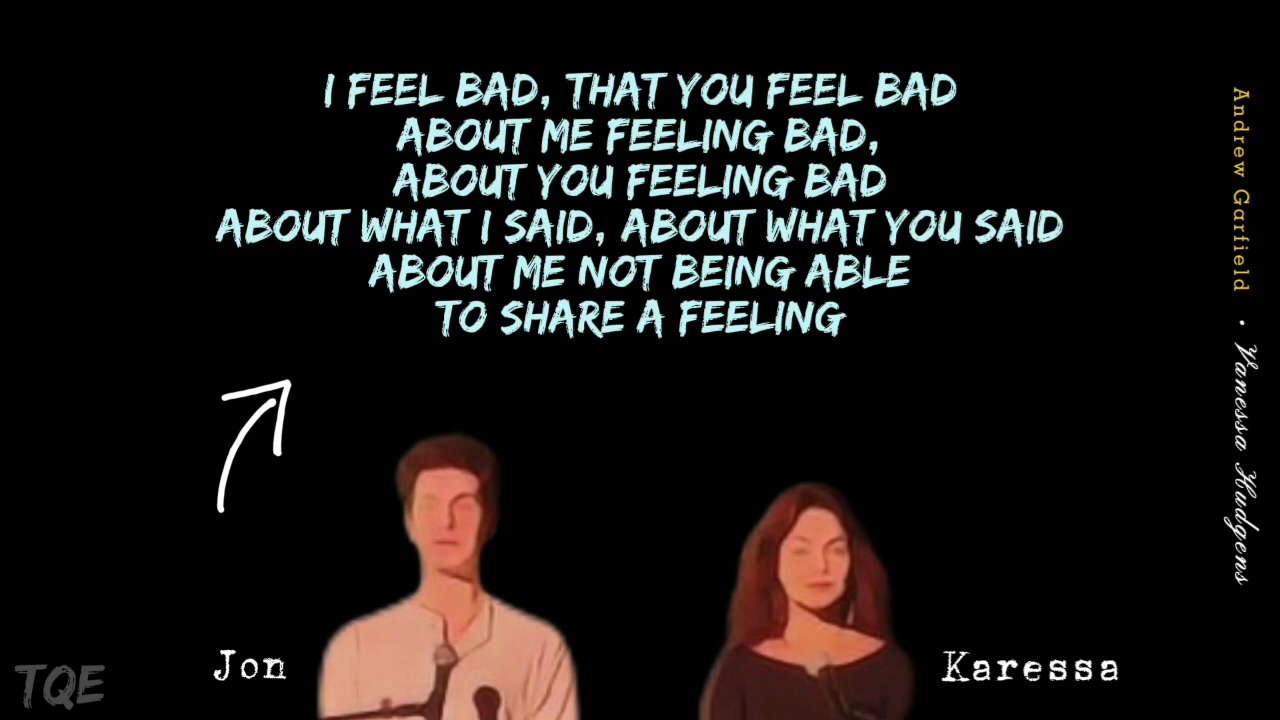 I FEEL BAD, THAT YOU FEEL BAD
ABOUT ME FEELING BAD,
ABOUT YOU FEELING BAD
ABOUT WHAT I SAID, ABOUT WHAT YOU SAID
ABOUT ME NOT BEING ABLE
TO SHARE A FEELING
Jon
Karessa
Andrew Garfield • Vanessa Hudgens
TQE